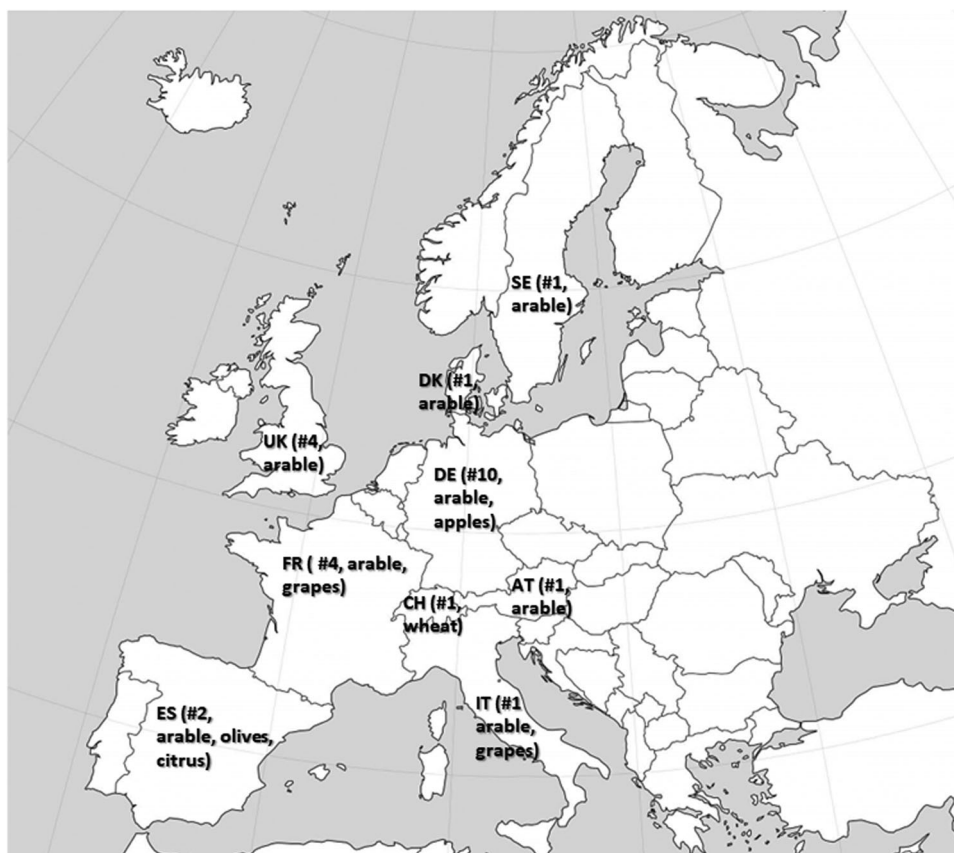 SE (#1,
arable)
DK (#1,
arable)
UK (#4,
arable)
DE (#10,
arable,
apples)
FR ( #4, arable,
grapes)
CH (#1,
wheat)
AT (#1,
arable)
ES (#2,
arable, olives,
citrus)
IT (#1
arable,
grapes)